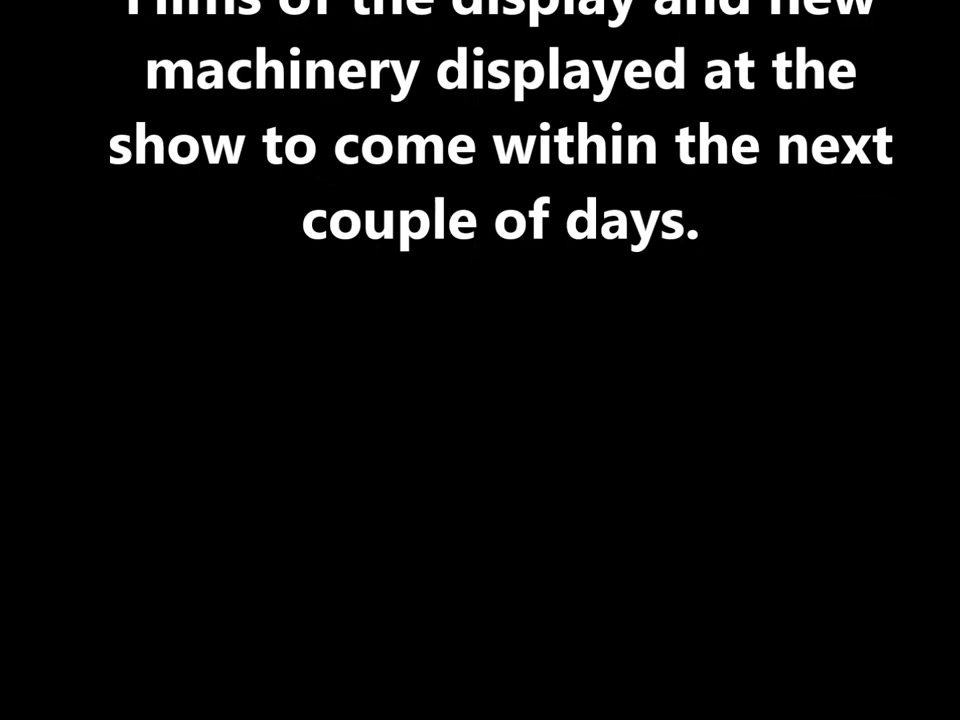 Films of the display and new
machinery displayed at the
show to come within the next
couple of days.